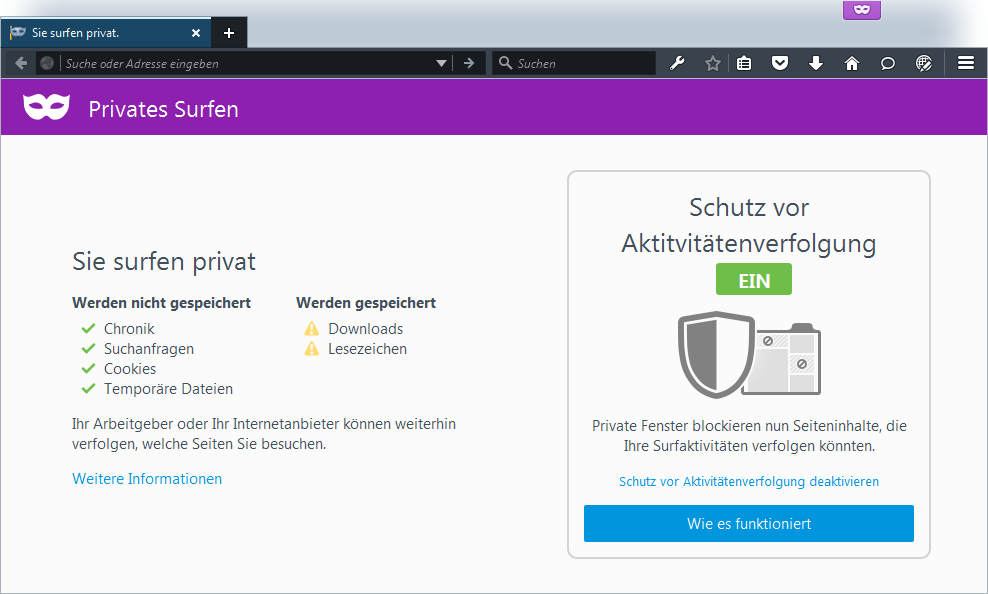 Sie surfen privat.
Suche oder Adresse eingeben
Suchen
Privates Surfen
Sie surfen privat
Werden nicht gespeichert
Chronik
Suchanfragen
Cookies
Temporäre Dateien
Werden gespeichert
Downloads
Lesezeichen
Ihr Arbeitgeber oder Ihr Internetanbieter können weiterhin
verfolgen, welche Seiten Sie besuchen.
Weitere Informationen
Schutz vor
Aktitvitätenverfolgung
EIN
Private Fenster blockieren nun Seiteninhalte, die
Ihre Surfaktivitäten verfolgen könnten.
Schutz vor Aktivitätenverfolgung deaktivieren
Wie es funktioniert